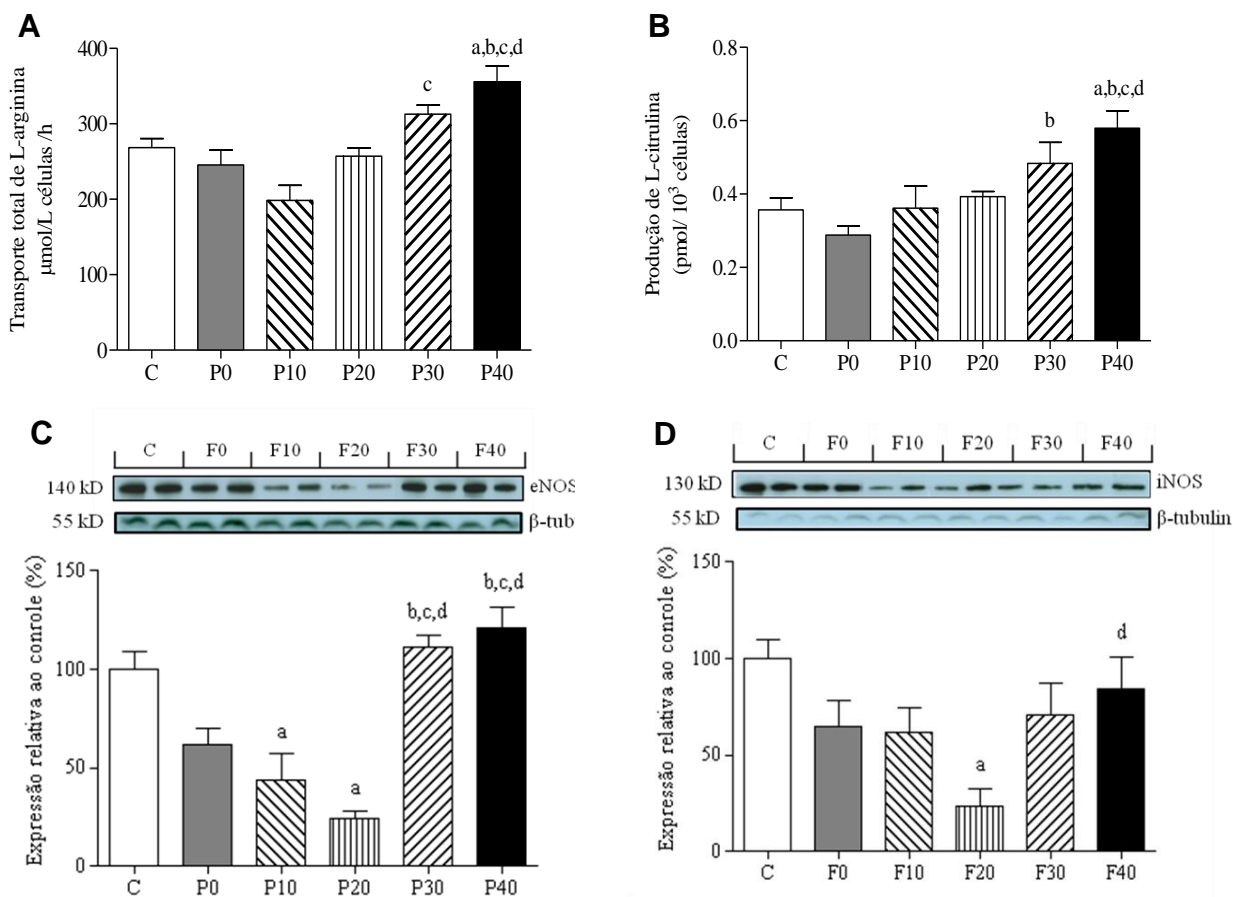 A
Transporte total de L-arginina
µmol/L células /h
400
300
200
100
0
c
a,b,c,d
C P0 P10 P20 P30 P40
B
Produção de L-citrulina
(pmol/ 10³ células)
0.8
0.6
0.4
0.2
0.0
b
a,b,c,d
C P0 P10 P20 P30 P40
C
C F0 F10 F20 F30 F40
140 kD eNOS
55 kD β-tub
Expressão relativa ao conrole (%)
150
100
50
0
a
a
b,c,d
b,c,d
C P0 P10 P20 P30 P40
D
C F0 F10 F20 F30 F40
130 kD iNOS
55 kD β-tubulin
Expressão relativa ao conrole (%)
150
100
50
0
a
d
C F0 F10 F20 F30 F40